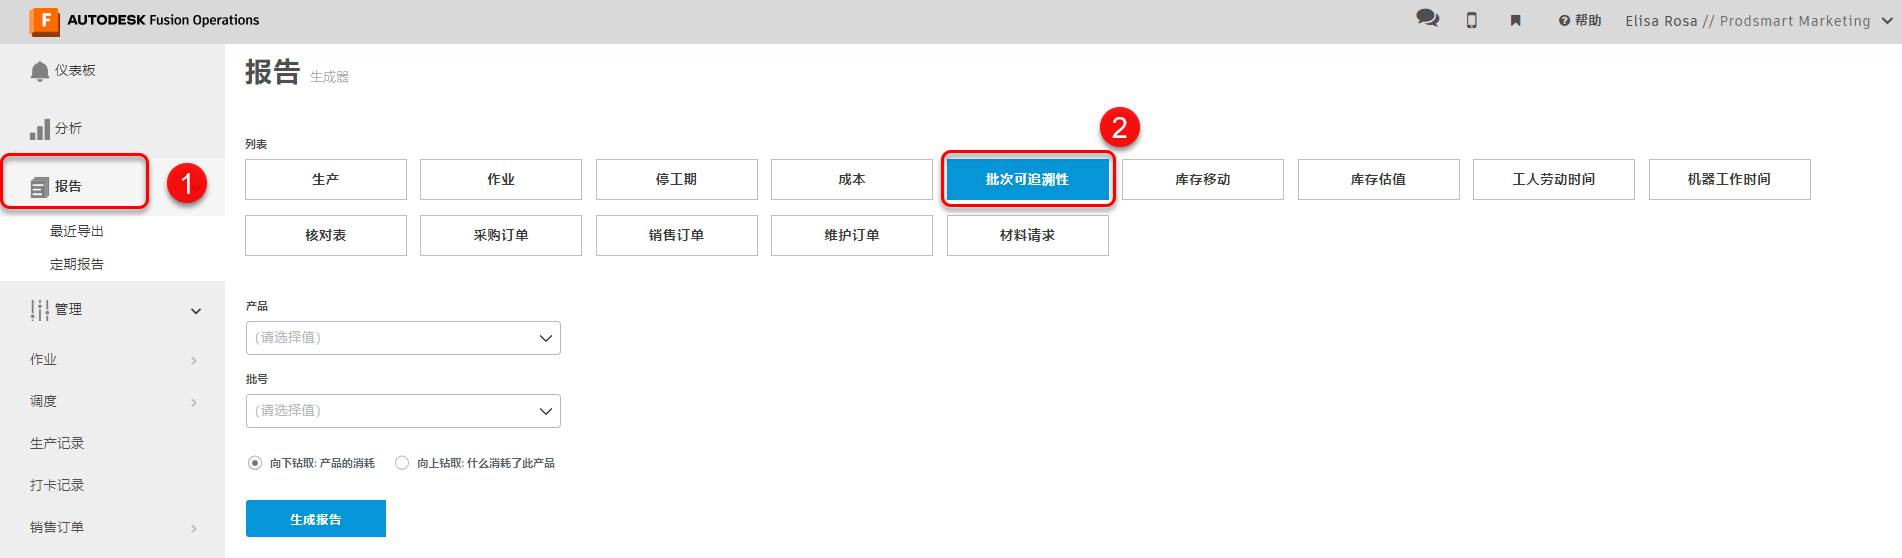 AUTODESK Fusion Operations
帮助
Elisa Rosa // Prodsmart Marketing
仪表板
分析
报告
1
最近导出
定期报告
管理
作业
调度
生产记录
打卡记录
销售订单
报告 生成器
列表
2
生产 作业 停工期 成本 批次可追溯性 库存移动 库存估值 工人劳动时间 机器工作时间
核对表 采购订单 销售订单 维护订单 材料请求
产品
(请选择值)
批号
(请选择值)
向下钻取: 产品的消耗 向上钻取: 什么消耗了此产品
生成报告